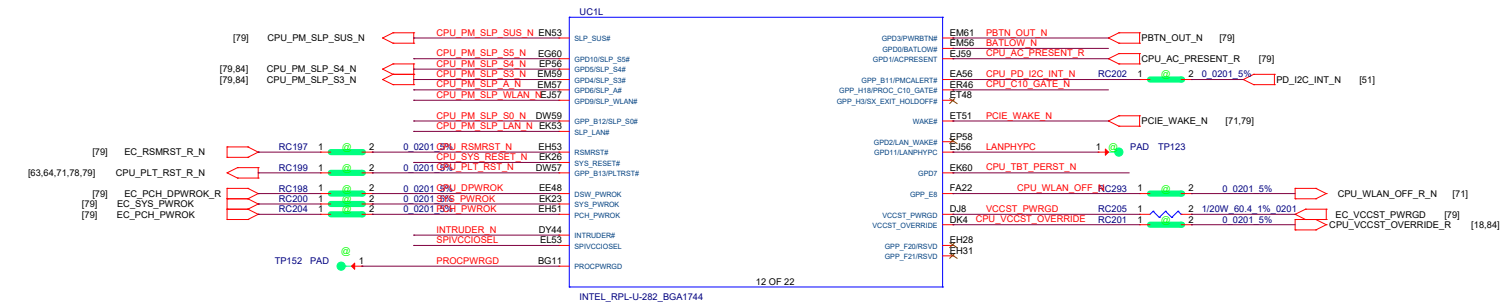 UC1L
[79] CPU_PM_SLP_SUS_N CPU_PM_SLP_SUS_N EN53 SLP_SUS# GPD3/PWRBTN# EM61 PBTN_OUT_N PBTN_OUT_N [79]
GPD0/BATLOW# EM56 BATLOW_N
CPU_PM_SLP_S5_N EG60 GPD10/SLP_S5# GPD1/ACPRESENT EJ59 CPU_AC_PRESENT_R CPU_AC_PRESENT_R [79]
[79,84] CPU_PM_SLP_S4_N CPU_PM_SLP_S4_N EP56 GPD5/SLP_S4#
[79,84] CPU_PM_SLP_S3_N CPU_PM_SLP_S3_N EM59 GPD4/SLP_S3# GPP_B11/PMCALERT# EA56 CPU_PD_I2C_INT_N RC202 1 @ 2 0_0201_5% PD_I2C_INT_N [51]
CPU_PM_SLP_A_N EM57 GPD6/SLP_A# GPP_H18/PROC_C10_GATE# ER46 CPU_C10_GATE_N
CPU_PM_SLP_WLAN_N EJ57 GPD9/SLP_WLAN# GPP_H3/SX_EXIT_HOLDOFF# ET48
CPU_PM_SLP_S0_N DW59 GPP_B12/SLP_S0# WAKE# ET51 PCIE_WAKE_N PCIE_WAKE_N [71,79]
CPU_PM_SLP_LAN_N EK53 SLP_LAN#
GPD2/LAN_WAKE# EP58
[79] EC_RSMRST_R_N RC197 1 @ 2 0_0201_5% CPU_RSMRST_N EH53 RSMRST# GPD11/LANPHYPC EJ56 LANPHYPC 1 @ PAD TP123
CPU_SYS_RESET_N EK26 SYS_RESET#
[63,64,71,78,79] CPU_PLT_RST_R_N RC199 1 @ 2 0_0201_5% CPU_PLT_RST_N DW57 GPP_B13/PLTRST# GPD7 EK60 CPU_TBT_PERST_N
[79] EC_PCH_DPWROK_R RC198 1 @ 2 0_0201_5% CPU_DPWROK EE48 DSW_PWROK GPP_E8 FA22 CPU_WLAN_OFF_R RC293 1 @ 2 0_0201_5% CPU_WLAN_OFF_R_N [71]
[79] EC_SYS_PWROK RC200 1 @ 2 0_0201_5% SYS_PWROK EK23 SYS_PWROK
[79] EC_PCH_PWROK RC204 1 @ 2 0_0201_5% PCH_PWROK EH51 PCH_PWROK VCCST_PWRGD DJ8 VCCST_PWRGD RC205 1 2 1/20W_60.4_1%_0201 EC_VCCST_PWRGD [79]
VCCST_OVERRIDE DK4 CPU_VCCST_OVERRIDE RC201 1 @ 2 0_0201_5% CPU_VCCST_OVERRIDE_R [18,84]
INTRUDER_N DY44 INTRUDER#
SPIVCCIOSEL EL53 SPIVCCIOSEL GPP_F20/RSVD EH28
GPP_F21/RSVD EH31
TP152 PAD @ 1 PROCPWRGD BG11 PROCPWRGD
12 OF 22
INTEL_RPL-U-282_BGA1744